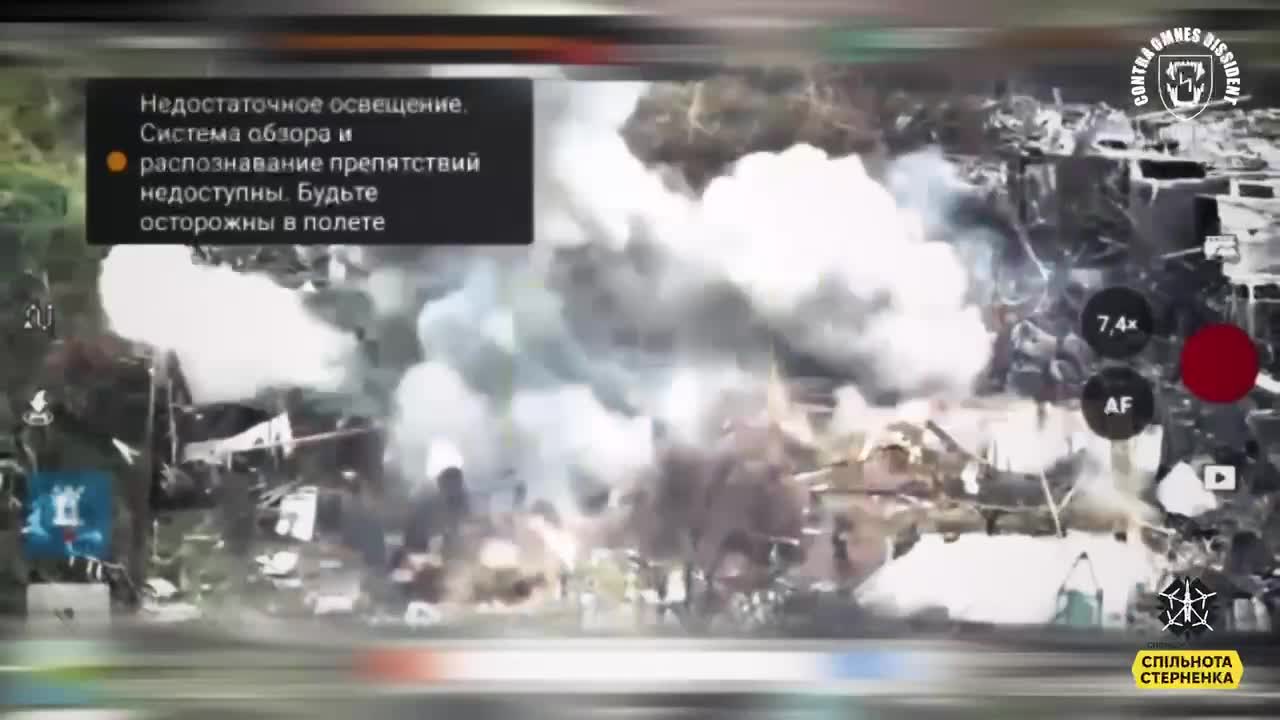 CONTRA OMNES DISSIDENT
Недостаточное освещение.
Система обзора и
распознавание препятствий
недоступны. Будьте
осторожны в полете
7,4×
AF
СПІЛЬНОТА
СТЕРНЕНКА